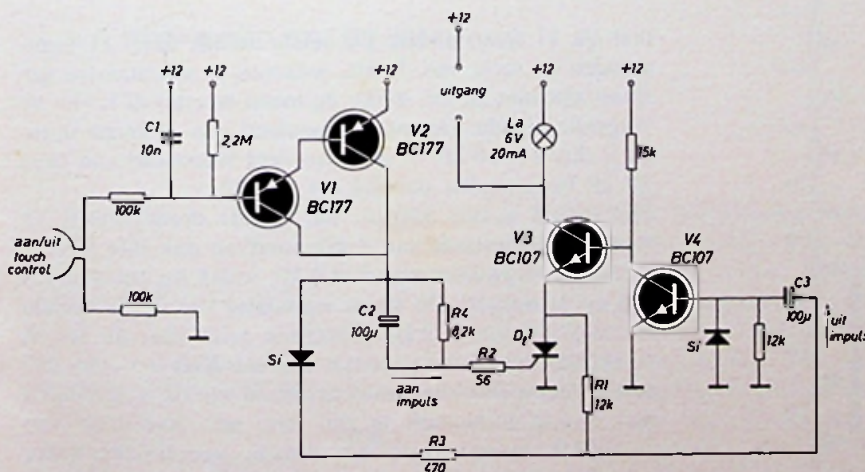 +12
+12
+12
+12
+12
+12
uitgang
C1
10n
2,2M
V2
BC177
La
6V
20mA
15k
V1
BC177
100k
V3
BC107
V4
BC107
aan/uit
touch
control
C3
100µ
uit
impuls
100k
C2
100µ
R4
8,2k
Si
R2
56
Dt1
Si
12k
aan
impuls
R1
12k
R3
470